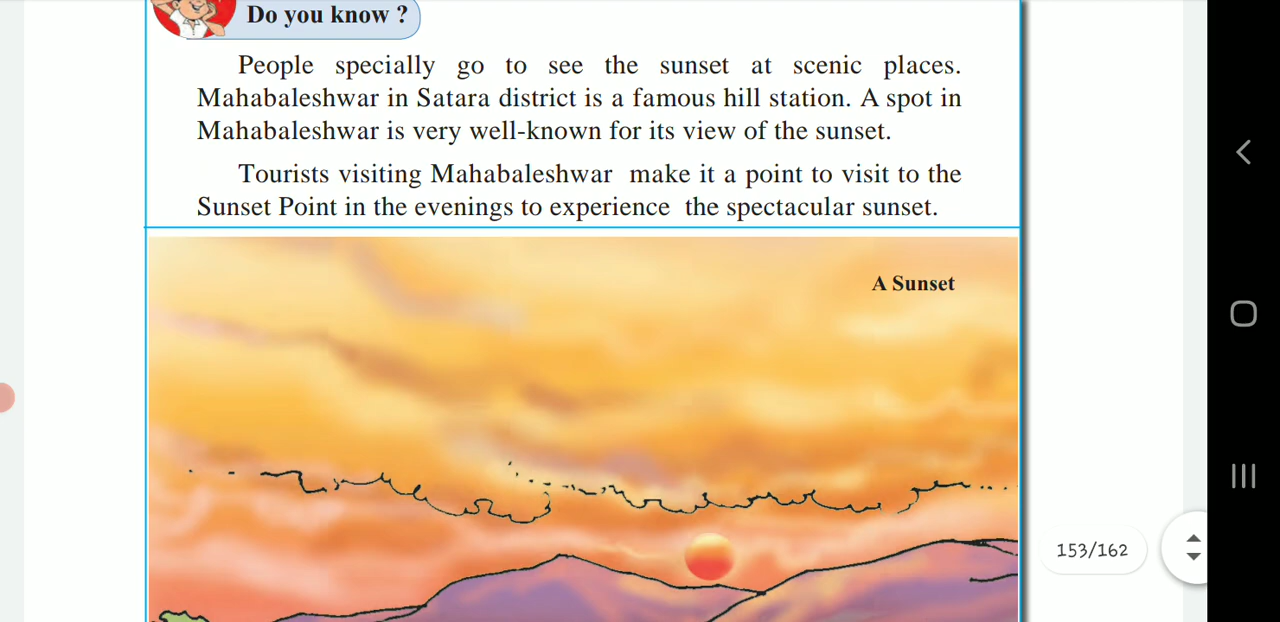 Do you know ?
People specially go to see the sunset at scenic places.
Mahabaleshwar in Satara district is a famous hill station. A spot in
Mahabaleshwar is very well-known for its view of the sunset.
Tourists visiting Mahabaleshwar make it a point to visit to the
Sunset Point in the evenings to experience the spectacular sunset.
A Sunset
153/162